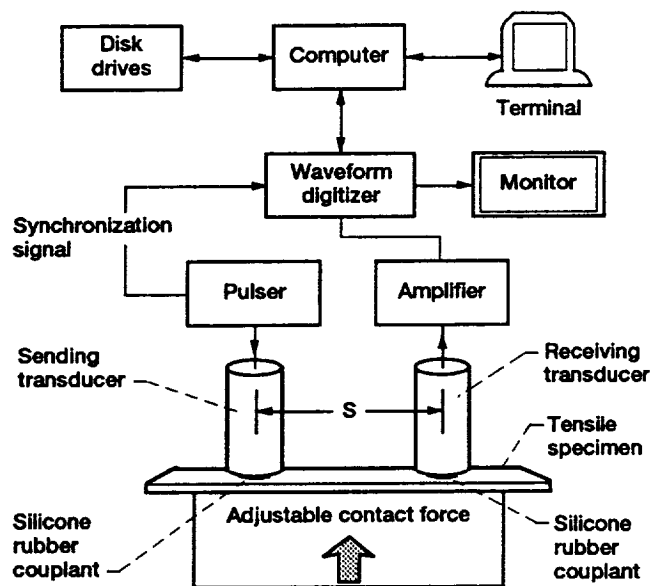 Disk
drives
Computer
Terminal
Waveform
digitizer
Monitor
Synchronization
signal
Pulser
Amplifier
Sending
transducer
Receiving
transducer
S
Tensile
specimen
Silicone
rubber
couplant
Adjustable contact force
Silicone
rubber
couplant